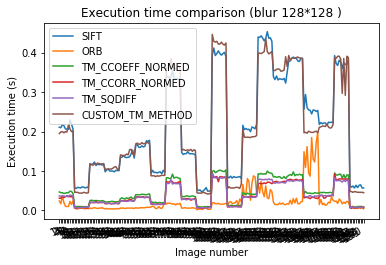 Execution time comparison (blur 128*128 )
Execution time (s)
0.4
0.3
0.2
0.1
0.0
SIFT
ORB
TM_CCOEFF_NORMED
TM_CCORR_NORMED
TM_SQDIFF
CUSTOM_TM_METHOD
Image number